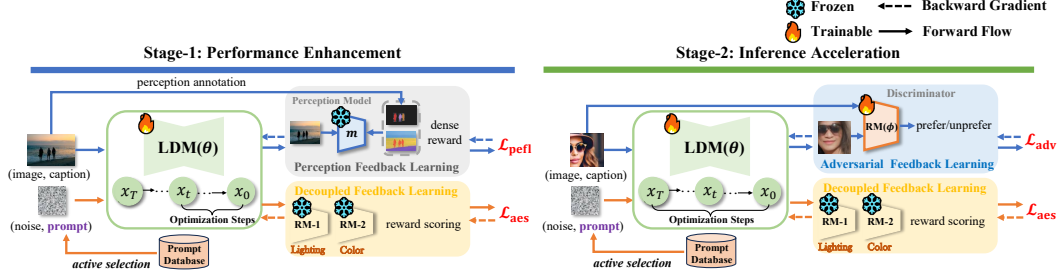 Frozen
Backward Gradient
Trainable
Forward Flow
Stage-1: Performance Enhancement
perception annotation
Perception Model
m
dense
reward
LDM(θ)
Perception Feedback Learning
ℒpefl
(image, caption)
x_T
x_t
x_0
Optimization Steps
(noise, prompt)
Decoupled Feedback Learning
RM-1
RM-2
reward scoring
Lighting
Color
ℒaes
active selection
Prompt
Database
Stage-2: Inference Acceleration
Discriminator
RM(ϕ)
prefer/unprefer
LDM(θ)
Adversarial Feedback Learning
ℒadv
(image, caption)
x_T
x_t
x_0
Optimization Steps
(noise, prompt)
Decoupled Feedback Learning
RM-1
RM-2
reward scoring
Lighting
Color
ℒaes
active selection
Prompt
Database